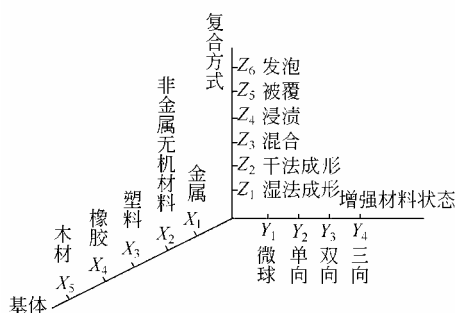 复合方式
Z6 发泡
Z5 被覆
Z4 浸渍
Z3 混合
Z2 干法成形
Z1 湿法成形
增强材料状态
Y1 微球
Y2 单向
Y3 双向
Y4 三向
金属 X1
非金属无机材料 X2
塑料 X3
橡胶 X4
木材 X5
基体